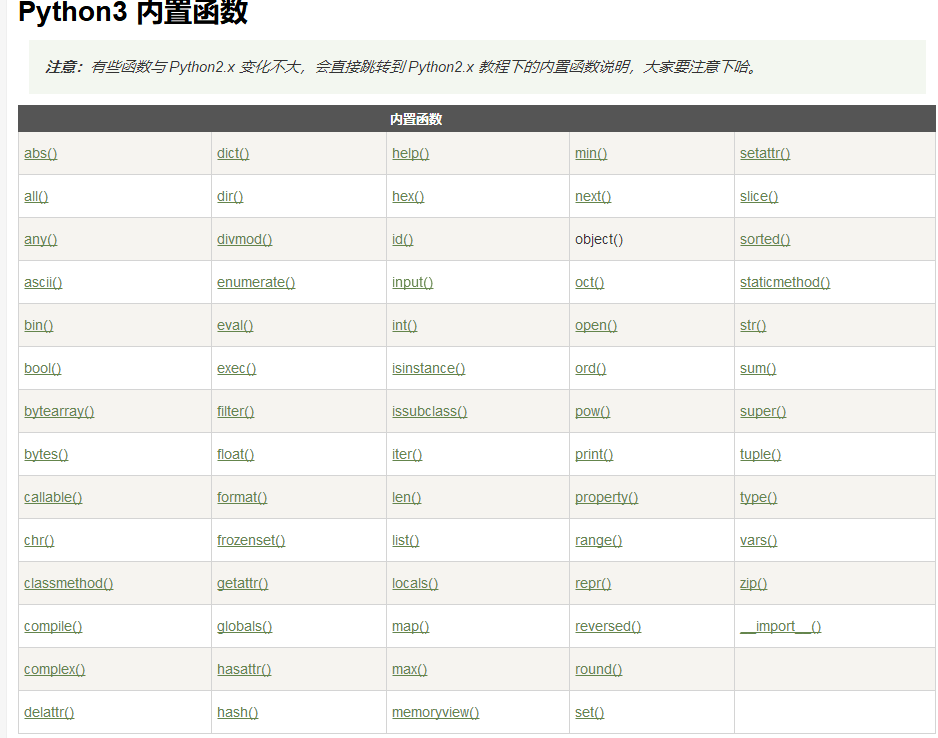 Python3 内置函数
注意：有些函数与 Python2.x 变化不大，会直接跳转到 Python2.x 教程下的内置函数说明，大家要注意下哈。
内置函数
abs() dict() help() min() setattr()
all() dir() hex() next() slice()
any() divmod() id() object() sorted()
ascii() enumerate() input() oct() staticmethod()
bin() eval() int() open() str()
bool() exec() isinstance() ord() sum()
bytearray() filter() issubclass() pow() super()
bytes() float() iter() print() tuple()
callable() format() len() property() type()
chr() frozenset() list() range() vars()
classmethod() getattr() locals() repr() zip()
compile() globals() map() reversed() __import__()
complex() hasattr() max() round()
delattr() hash() memoryview() set()